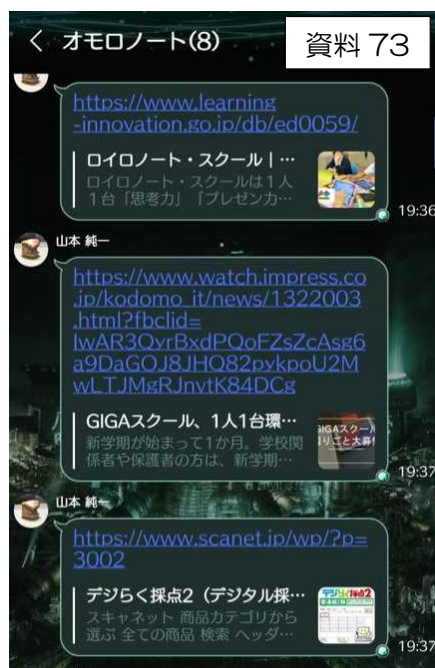 オモロノート(8)
資料 73
https://www.learning
-innovation.go.jp/db/ed0059/
ロイロノート・スクール | …
ロイロノート・スクールは1人
1台「思考力」「プレゼンカ…
19:36
山本 純一
https://www.watch.impress.co
.jp/kodomo_it/news/1322003
.html?fbclid=
IwAR3QyrBxdPQoFZsZcAsg6
a9DaGOJ8JHQ82pykpoU2M
wLTJMgRJnvtK84DCg
GIGAスクール、1人1台環…
新学期が始まって1か月。学校関
係者や保護者の方は、新学期…
19:37
山本 純一
https://www.scanet.jp/wp/?p=
3002
デジらく採点2（デジタル採…
スキャネット 商品カテゴリから
選ぶ 全ての商品 検索 ヘッダ…
19:37